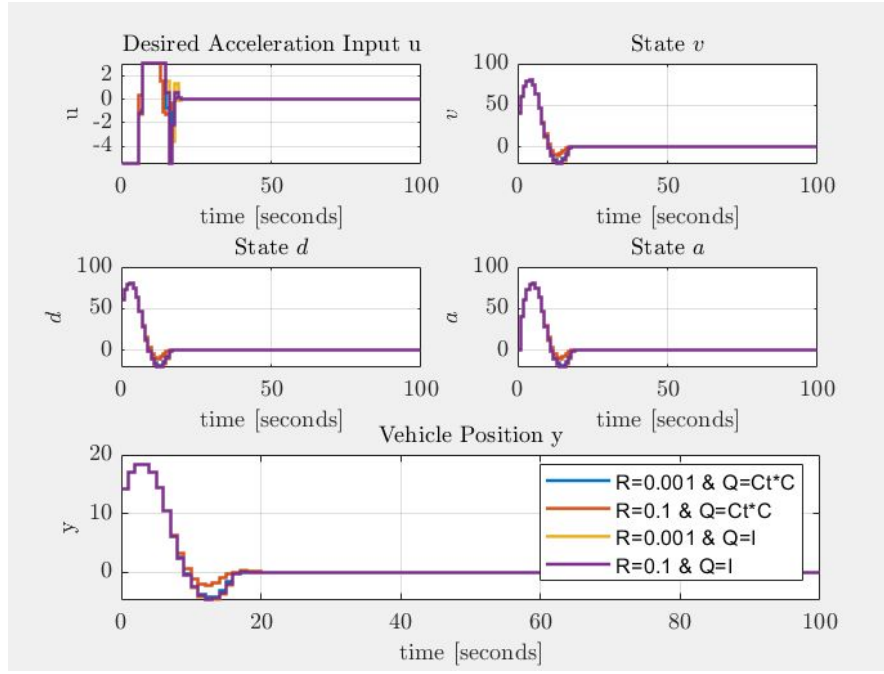 Desired Acceleration Input u
State v
u
2
0
-2
-4
0
50
100
time [seconds]
v
100
50
0
0
50
100
time [seconds]
State d
State a
d
100
50
0
0
50
100
time [seconds]
a
100
50
0
0
50
100
time [seconds]
Vehicle Position y
y
20
10
0
R=0.001 & Q=Ct*C
R=0.1 & Q=Ct*C
R=0.001 & Q=I
R=0.1 & Q=I
0
20
40
60
80
100
time [seconds]